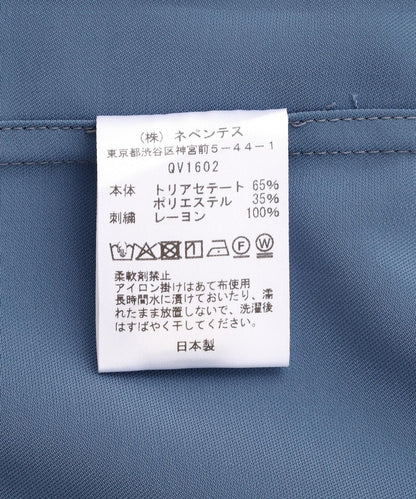 (株) ネペンテス
東京都渋谷区神宮前5-44-1
QV1602
本体 トリアセテート 65%
ポリエステル 35%
刺繍 レーヨン 100%
柔軟剤禁止
アイロン掛けはあて布使用
長時間水に漬けておいたり、濡
れたまま放置しないで、洗濯後
はすばやく干してください。
日本製